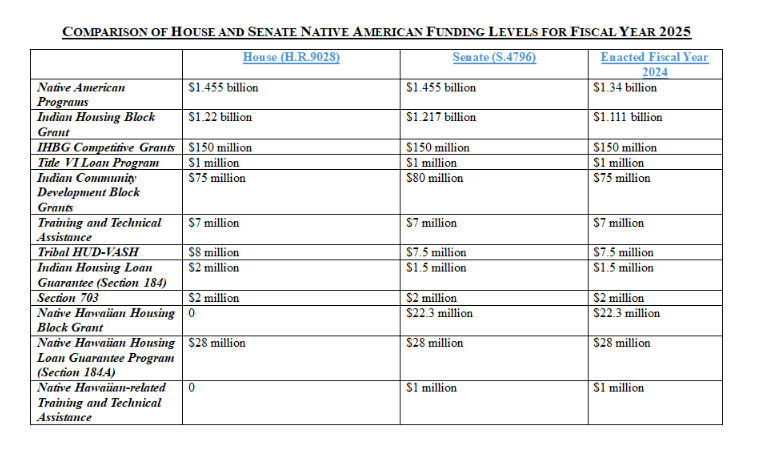 COMPARISON OF HOUSE AND SENATE NATIVE AMERICAN FUNDING LEVELS FOR FISCAL YEAR 2025
House (H.R.9028) Senate (S.4796) Enacted Fiscal Year
2024
Native American $1.455 billion $1.455 billion $1.34 billion
Programs
Indian Housing Block $1.22 billion $1.217 billion $1.111 billion
Grant
IHBG Competitive Grants $150 million $150 million $150 million
Title VI Loan Program $1 million $1 million $1 million
Indian Community $75 million $80 million $75 million
Development Block
Grants
Training and Technical $7 million $7 million $7 million
Assistance
Tribal HUD-VASH $8 million $7.5 million $7.5 million
Indian Housing Loan $2 million $1.5 million $1.5 million
Guarantee (Section 184)
Section 703 $2 million $2 million $2 million
Native Hawaiian Housing 0 $22.3 million $22.3 million
Block Grant
Native Hawaiian Housing $28 million $28 million $28 million
Loan Guarantee Program
(Section 184A)
Native Hawaiian-related 0 $1 million $1 million
Training and Technical
Assistance